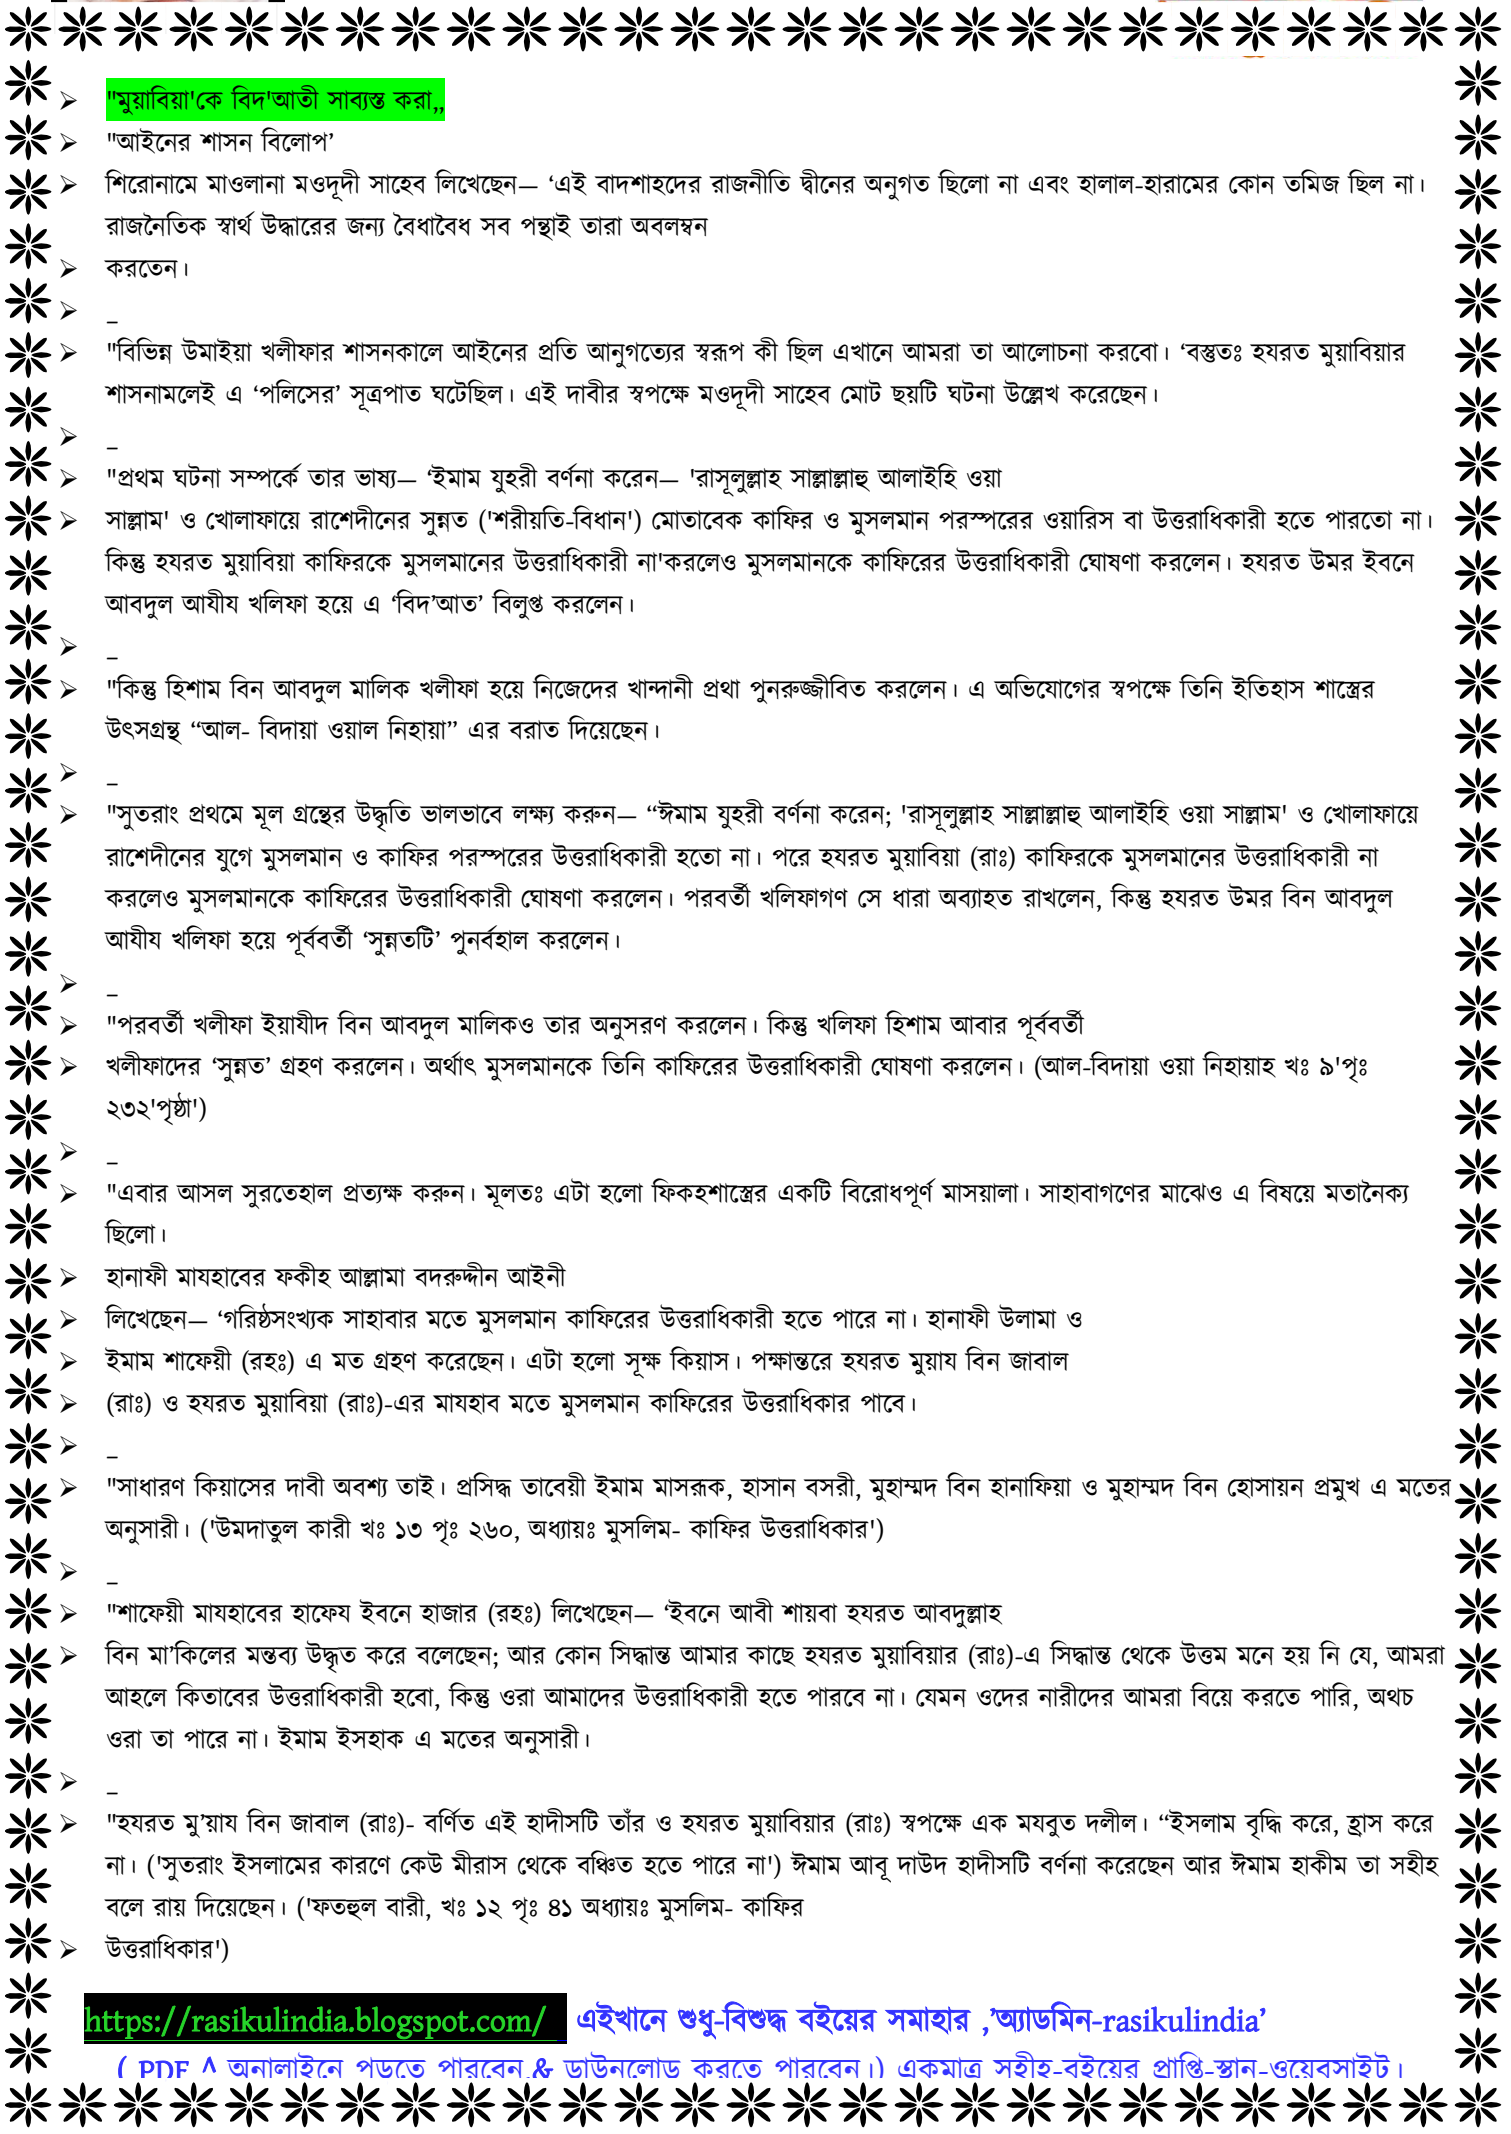 "মুয়াবিয়া'কে বিদ'আতী সাব্যস্ত করা,,
"আইনের শাসন বিলোপ’
শিরোনামে মাওলানা মওদূদী সাহেব লিখেছেন— ‘এই বাদশাহদের রাজনীতি দ্বীনের অনুগত ছিলো না এবং হালাল-হারামের কোন তমিজ ছিল না।
রাজনৈতিক স্বার্থ উদ্ধারের জন্য বৈধাবৈধ সব পন্থাই তারা অবলম্বন
করতেন।
_
"বিভিন্ন উমাইয়া খলীফার শাসনকালে আইনের প্রতি আনুগত্যের স্বরূপ কী ছিল এখানে আমরা তা আলোচনা করবো। ‘বস্তুতঃ হযরত মুয়াবিয়ার
শাসনামলেই এ ‘পলিসের’ সূত্রপাত ঘটেছিল। এই দাবীর স্বপক্ষে মওদূদী সাহেব মোট ছয়টি ঘটনা উল্লেখ করেছেন।
_
"প্রথম ঘটনা সম্পর্কে তার ভাষ্য— ‘ইমাম যুহরী বর্ণনা করেন— 'রাসূলুল্লাহ সাল্লাল্লাহু আলাইহি ওয়া
সাল্লাম' ও খোলাফায়ে রাশেদীনের সুন্নত ('শরীয়তি-বিধান') মোতাবেক কাফির ও মুসলমান পরস্পরের ওয়ারিস বা উত্তরাধিকারী হতে পারতো না।
কিন্তু হযরত মুয়াবিয়া কাফিরকে মুসলমানের উত্তরাধিকারী না'করলেও মুসলমানকে কাফিরের উত্তরাধিকারী ঘোষণা করলেন। হযরত উমর ইবনে
আবদুল আযীয খলিফা হয়ে এ ‘বিদ’আত’ বিলুপ্ত করলেন।
_
"কিন্তু হিশাম বিন আবদুল মালিক খলীফা হয়ে নিজেদের খান্দানী প্রথা পুনরুজ্জীবিত করলেন। এ অভিযোগের স্বপক্ষে তিনি ইতিহাস শাস্ত্রের
উৎসগ্রন্থ “আল- বিদায়া ওয়াল নিহায়া” এর বরাত দিয়েছেন।
_
"সুতরাং প্রথমে মূল গ্রন্থের উদ্ধৃতি ভালভাবে লক্ষ্য করুন— “ঈমাম যুহরী বর্ণনা করেন; 'রাসূলুল্লাহ সাল্লাল্লাহু আলাইহি ওয়া সাল্লাম' ও খোলাফায়ে
রাশেদীনের যুগে মুসলমান ও কাফির পরস্পরের উত্তরাধিকারী হতো না। পরে হযরত মুয়াবিয়া (রাঃ) কাফিরকে মুসলমানের উত্তরাধিকারী না
করলেও মুসলমানকে কাফিরের উত্তরাধিকারী ঘোষণা করলেন। পরবর্তী খলিফাগণ সে ধারা অব্যাহত রাখলেন, কিন্তু হযরত উমর বিন আবদুল
আযীয খলিফা হয়ে পূর্ববর্তী ‘সুন্নতটি’ পুনর্বহাল করলেন।
_
"পরবর্তী খলীফা ইয়াযীদ বিন আবদুল মালিকও তার অনুসরণ করলেন। কিন্তু খলিফা হিশাম আবার পূর্ববর্তী
খলীফাদের ‘সুন্নত’ গ্রহণ করলেন। অর্থাৎ মুসলমানকে তিনি কাফিরের উত্তরাধিকারী ঘোষণা করলেন। (আল-বিদায়া ওয়া নিহায়াহ খঃ ৯'পৃঃ
২৩২'পৃষ্ঠা')
_
"এবার আসল সুরতেহাল প্রত্যক্ষ করুন। মূলতঃ এটা হলো ফিকহশাস্ত্রের একটি বিরোধপূর্ণ মাসয়ালা। সাহাবাগণের মাঝেও এ বিষয়ে মতানৈক্য
ছিলো।
হানাফী মাযহাবের ফকীহ আল্লামা বদরুদ্দীন আইনী
লিখেছেন— ‘গরিষ্ঠসংখ্যক সাহাবার মতে মুসলমান কাফিরের উত্তরাধিকারী হতে পারে না। হানাফী উলামা ও
ইমাম শাফেয়ী (রহঃ) এ মত গ্রহণ করেছেন। এটা হলো সূক্ষ কিয়াস। পক্ষান্তরে হযরত মুয়ায বিন জাবাল
(রাঃ) ও হযরত মুয়াবিয়া (রাঃ)-এর মাযহাব মতে মুসলমান কাফিরের উত্তরাধিকার পাবে।
_
"সাধারণ কিয়াসের দাবী অবশ্য তাই। প্রসিদ্ধ তাবেয়ী ইমাম মাসরূক, হাসান বসরী, মুহাম্মদ বিন হানাফিয়া ও মুহাম্মদ বিন হোসায়ন প্রমুখ এ মতের
অনুসারী। ('উমদাতুল কারী খঃ ১৩ পৃঃ ২৬০, অধ্যায়ঃ মুসলিম- কাফির উত্তরাধিকার')
_
"শাফেয়ী মাযহাবের হাফেয ইবনে হাজার (রহঃ) লিখেছেন— ‘ইবনে আবী শায়বা হযরত আবদুল্লাহ
বিন মা’কিলের মন্তব্য উদ্ধৃত করে বলেছেন; আর কোন সিদ্ধান্ত আমার কাছে হযরত মুয়াবিয়ার (রাঃ)-এ সিদ্ধান্ত থেকে উত্তম মনে হয় নি যে, আমরা
আহলে কিতাবের উত্তরাধিকারী হবো, কিন্তু ওরা আমাদের উত্তরাধিকারী হতে পারবে না। যেমন ওদের নারীদের আমরা বিয়ে করতে পারি, অথচ
ওরা তা পারে না। ইমাম ইসহাক এ মতের অনুসারী।
_
"হযরত মু’য়ায বিন জাবাল (রাঃ)- বর্ণিত এই হাদীসটি তাঁর ও হযরত মুয়াবিয়ার (রাঃ) স্বপক্ষে এক মযবুত দলীল। “ইসলাম বৃদ্ধি করে, হ্রাস করে
না। ('সুতরাং ইসলামের কারণে কেউ মীরাস থেকে বঞ্চিত হতে পারে না') ঈমাম আবূ দাউদ হাদীসটি বর্ণনা করেছেন আর ঈমাম হাকীম তা সহীহ
বলে রায় দিয়েছেন। ('ফতহুল বারী, খঃ ১২ পৃঃ ৪১ অধ্যায়ঃ মুসলিম- কাফির
উত্তরাধিকার')
https://rasikulindia.blogspot.com/ এইখানে শুধু-বিশুদ্ধ বইয়ের সমাহার ,’অ্যাডমিন-rasikulindia’
( PDF ^ অনালাইনে পড়তে পারবেন.& ডাউনলোড করতে পারবেন।) একমাত্র সহীহ-বইয়ের প্রাপ্তি-স্থান-ওয়েবসাইট।